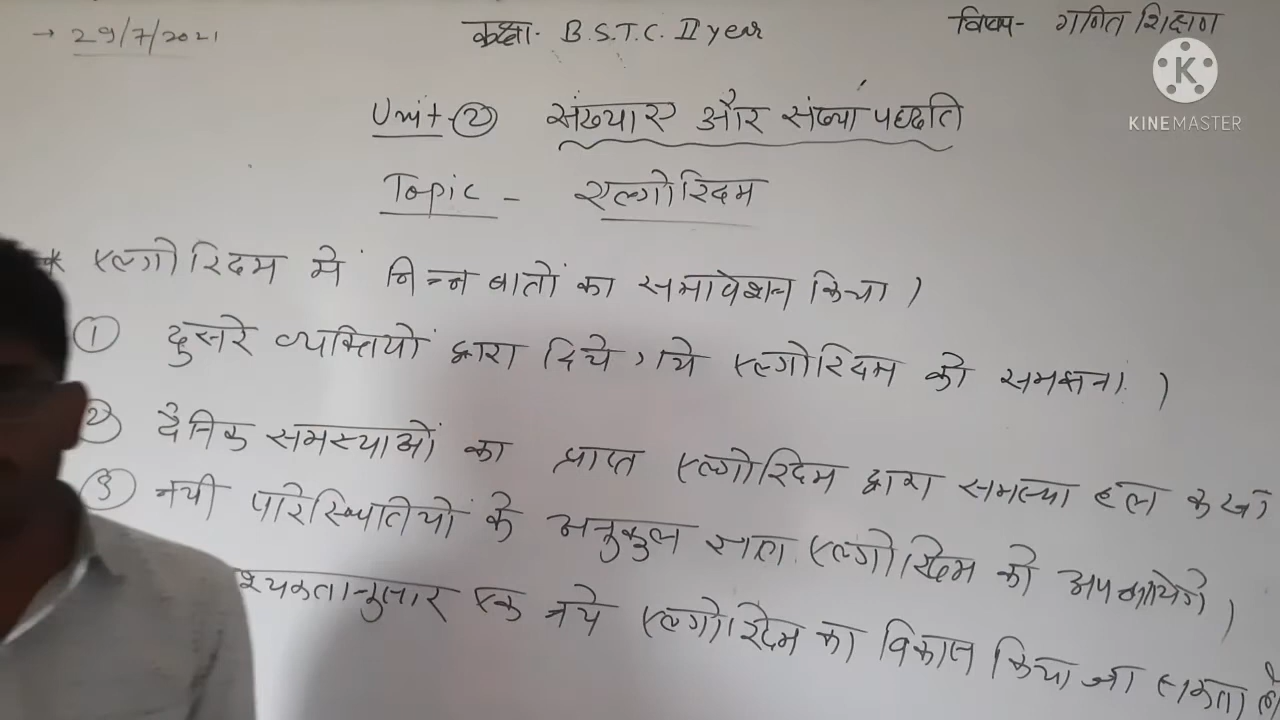 → 29/7/2021 कक्षा- B.S.T.C. II year विषय- गणित शिक्षण
K
KINEMASTER
Unit-② संख्याएं और संख्या पद्धति
Topic - एल्गोरिदम
* एल्गोरिदम में निम्न बातों का समावेशन किया।
① दुसरे व्यक्तियों द्वारा दिये गये एल्गोरिदम को समझना।
② दैनिक समस्याओं का प्राप्त एल्गोरिदम द्वारा समस्या हल करना
③ नयी परिस्थितियों के अनुकुल एल्गोरिदम को अपनायेगे।
श्यकतानुसार एक नये एल्गोरिदम का विकास किया जा सकता है